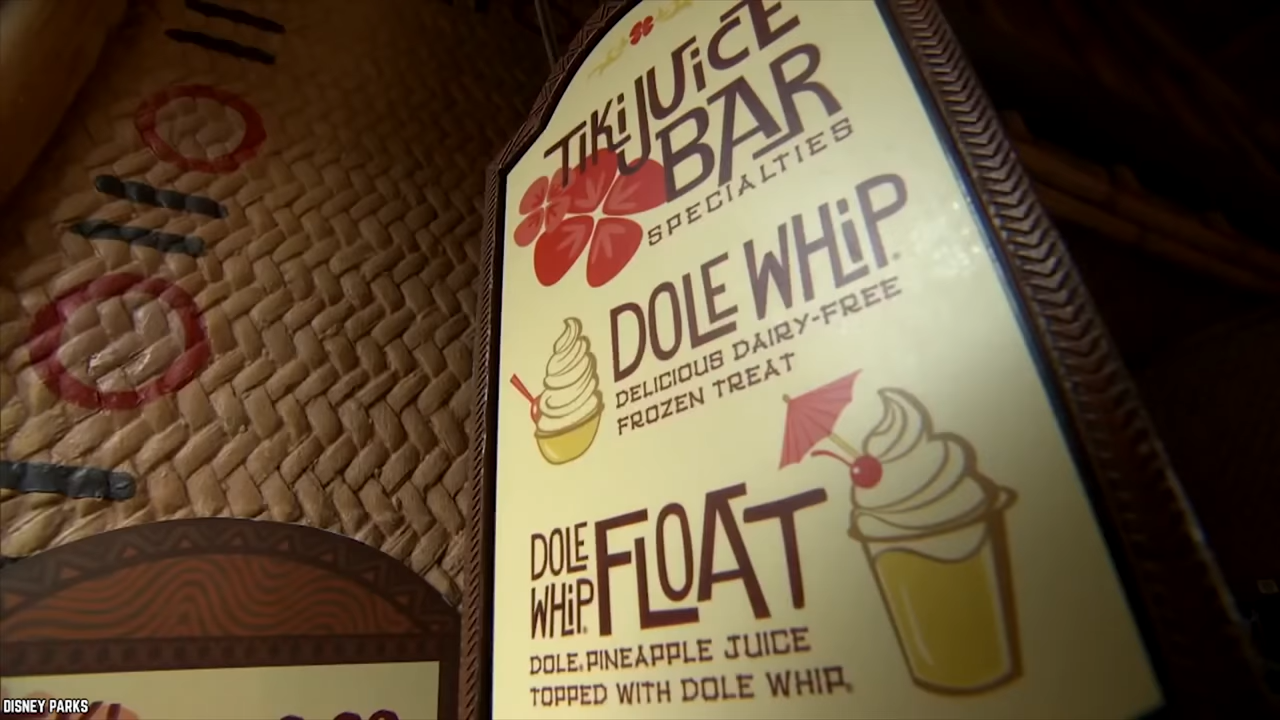 TIKI JUICE
BAR
SPECIALTIES
DOLE WHIP®
DELICIOUS DAIRY-FREE
FROZEN TREAT
DOLE
WHIP®
FLOAT
DOLE® PINEAPPLE JUICE
TOPPED WITH DOLE WHIP®
DISNEY PARKS